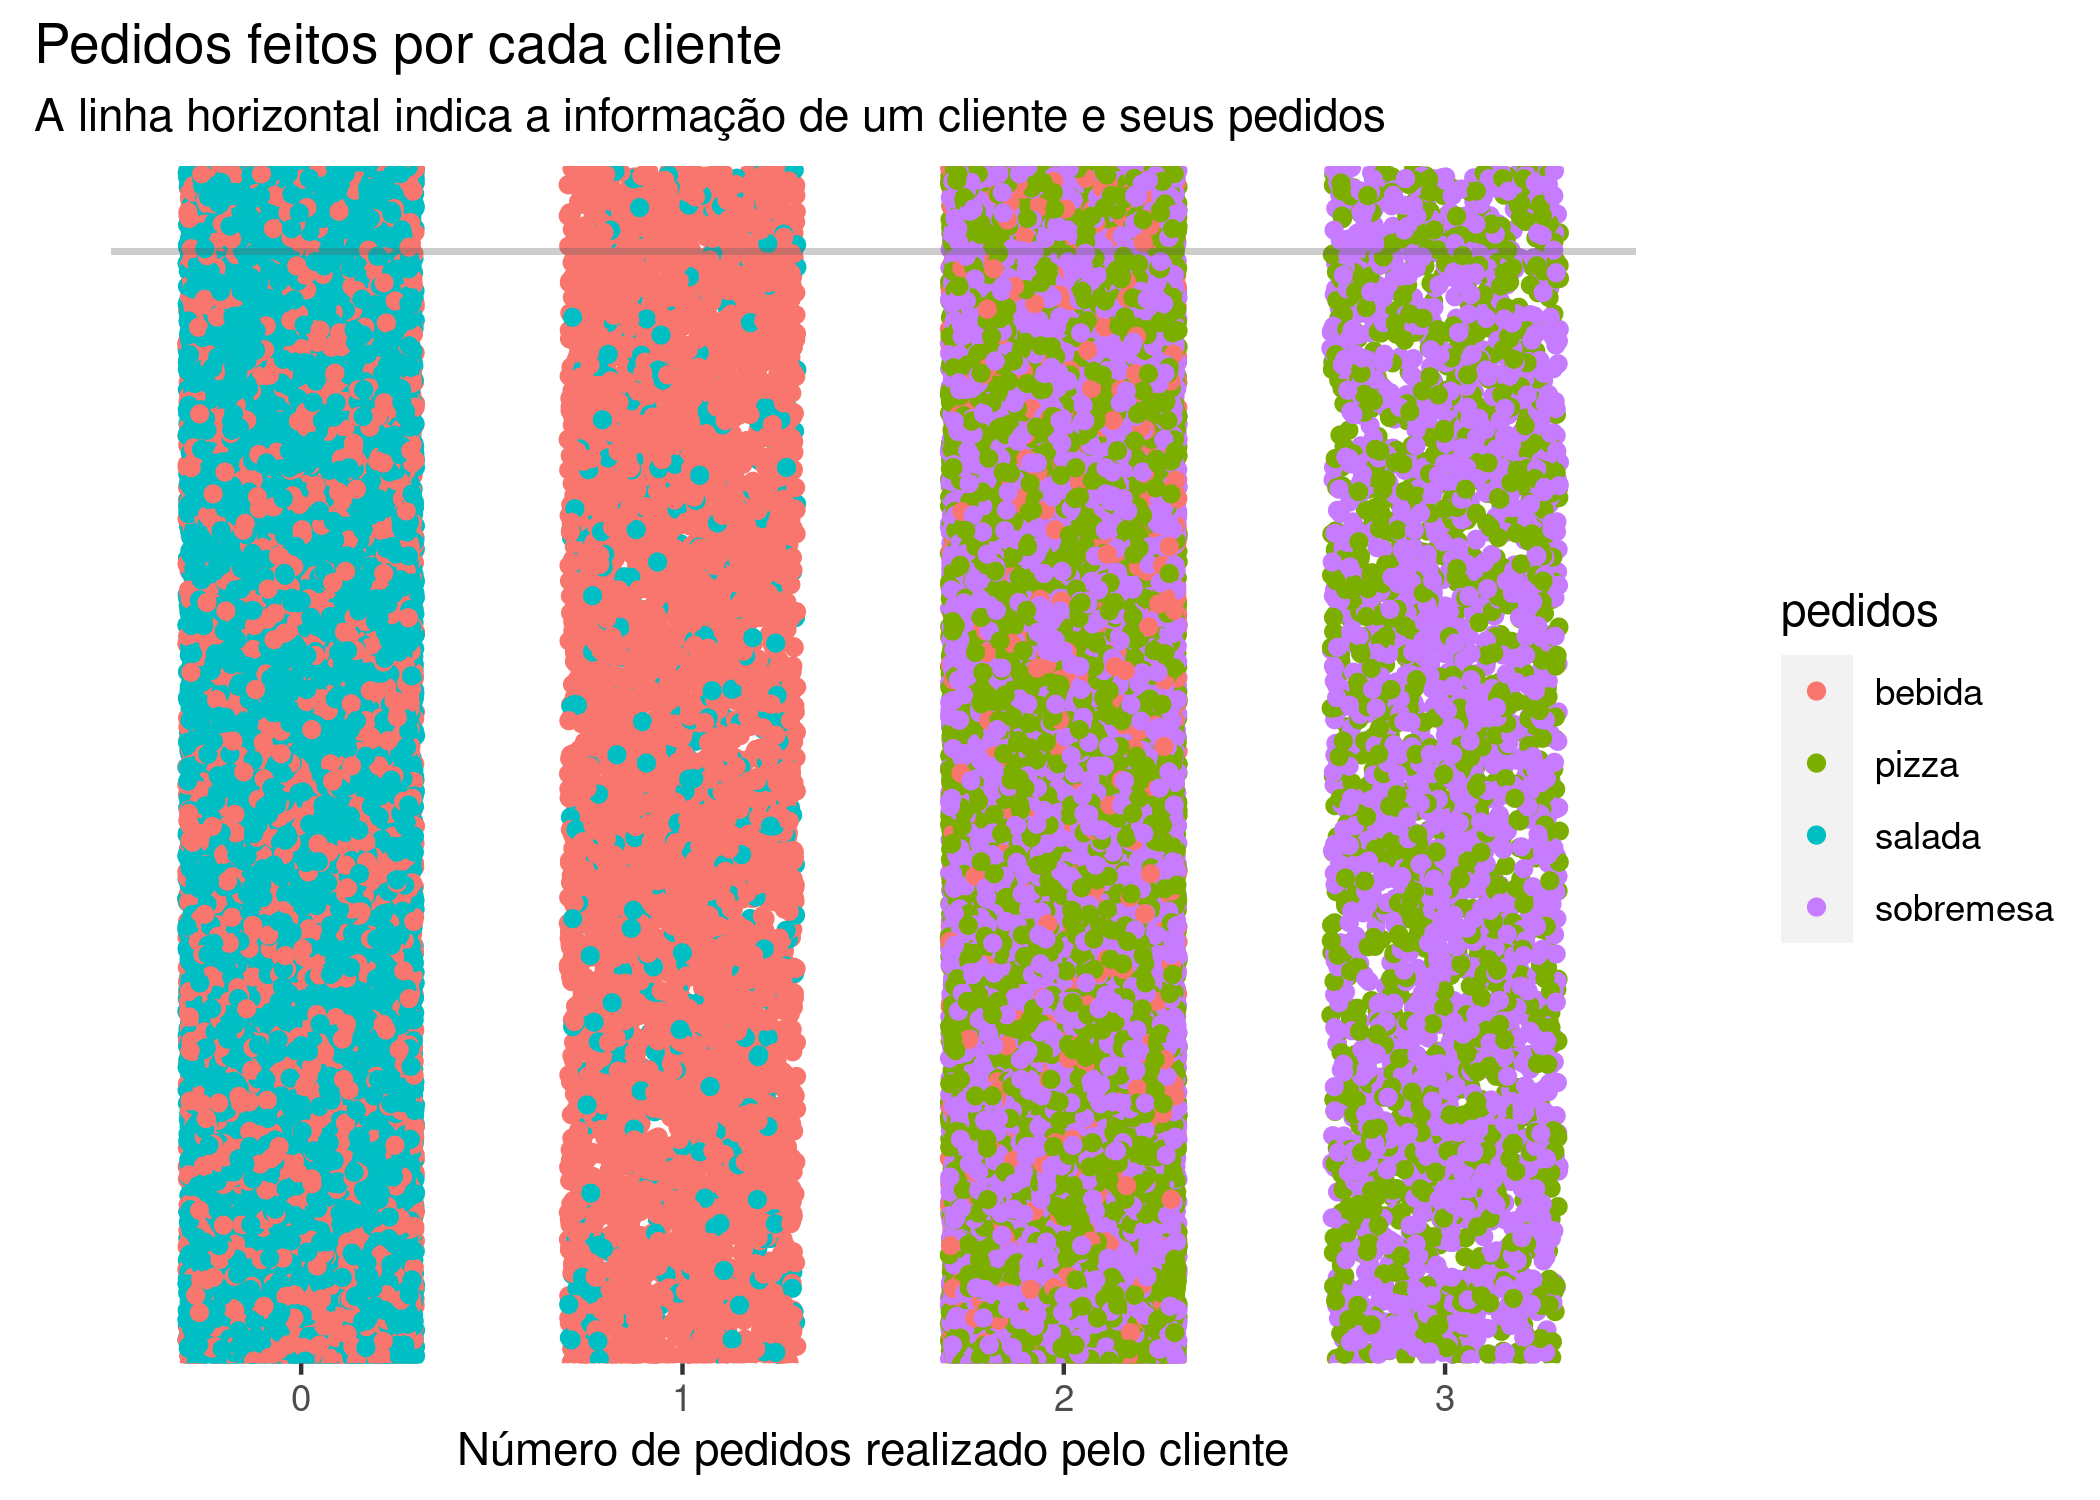 Pedidos feitos por cada cliente
A linha horizontal indica a informação de um cliente e seus pedidos
pedidos
bebida
pizza
salada
sobremesa
0 1 2 3
Número de pedidos realizado pelo cliente